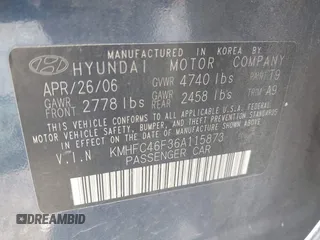 MANUFACTURED IN KOREA BY
HYUNDAI MOTOR COMPANY
APR/26/06 GVWR 4740 lbs PAINT T9
GAWR FRONT 2778 lbs GAWR REAR 2458 lbs TRIM A9
THIS VEHICLE CONFORMS TO ALL APPLICABLE U.S.A. FEDERAL
MOTOR VEHICLE SAFETY, BUMPER, AND THEFT PREVENTION STANDARDS
IN EFFECT ON THE DATE OF MANUFACTURE SHOWN ABOVE.
V.I.N KMHFC46F36A115873
PASSENGER CAR
DREAMBID